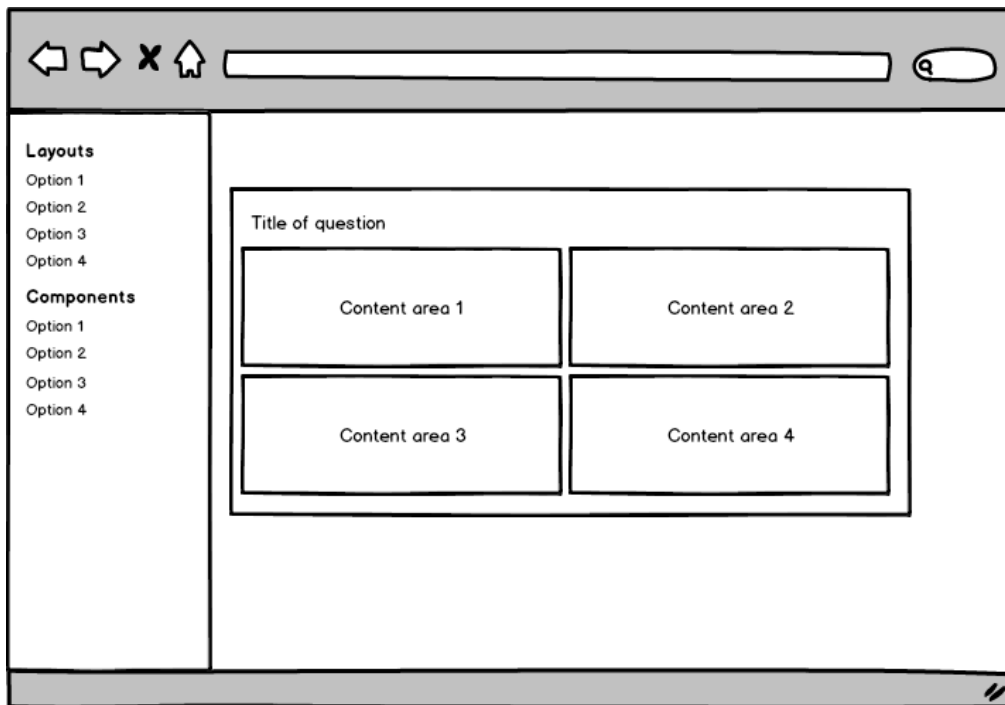 Layouts
Option 1
Option 2
Option 3
Option 4
Components
Option 1
Option 2
Option 3
Option 4
Title of question
Content area 1
Content area 2
Content area 3
Content area 4